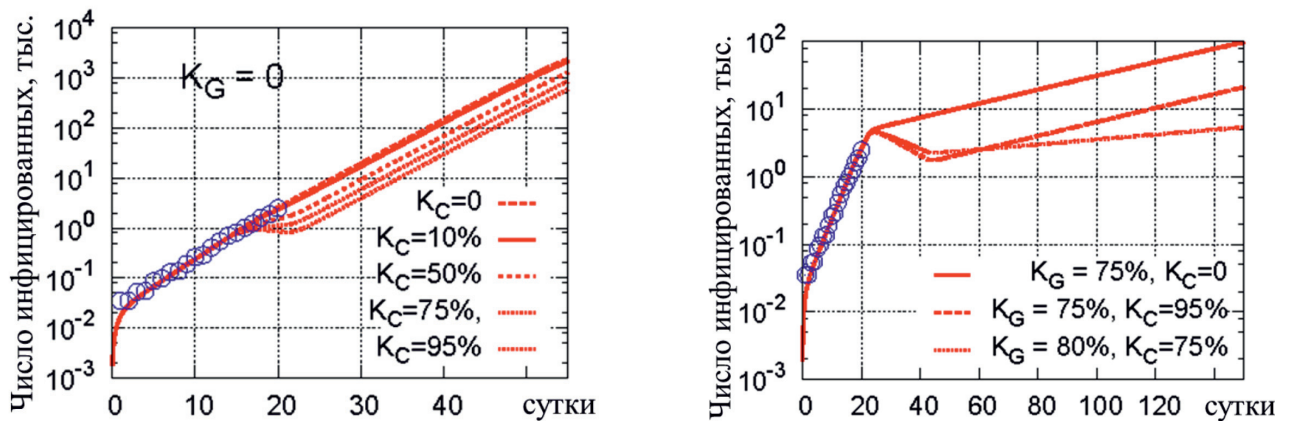 Число инфицированных, тыс.
10^4
10^3
10^2
10^1
10^0
10^-1
10^-2
10^-3
K_G = 0
K_C=0
K_C=10%
K_C=50%
K_C=75%,
K_C=95%
0 10 20 30 40 сутки
Число инфицированных, тыс.
10^2
10^1
10^0
10^-1
10^-2
10^-3
K_G = 75%, K_C=0
K_G = 75%, K_C=95%
K_G = 80%, K_C=75%
0 20 40 60 80 100 120 сутки